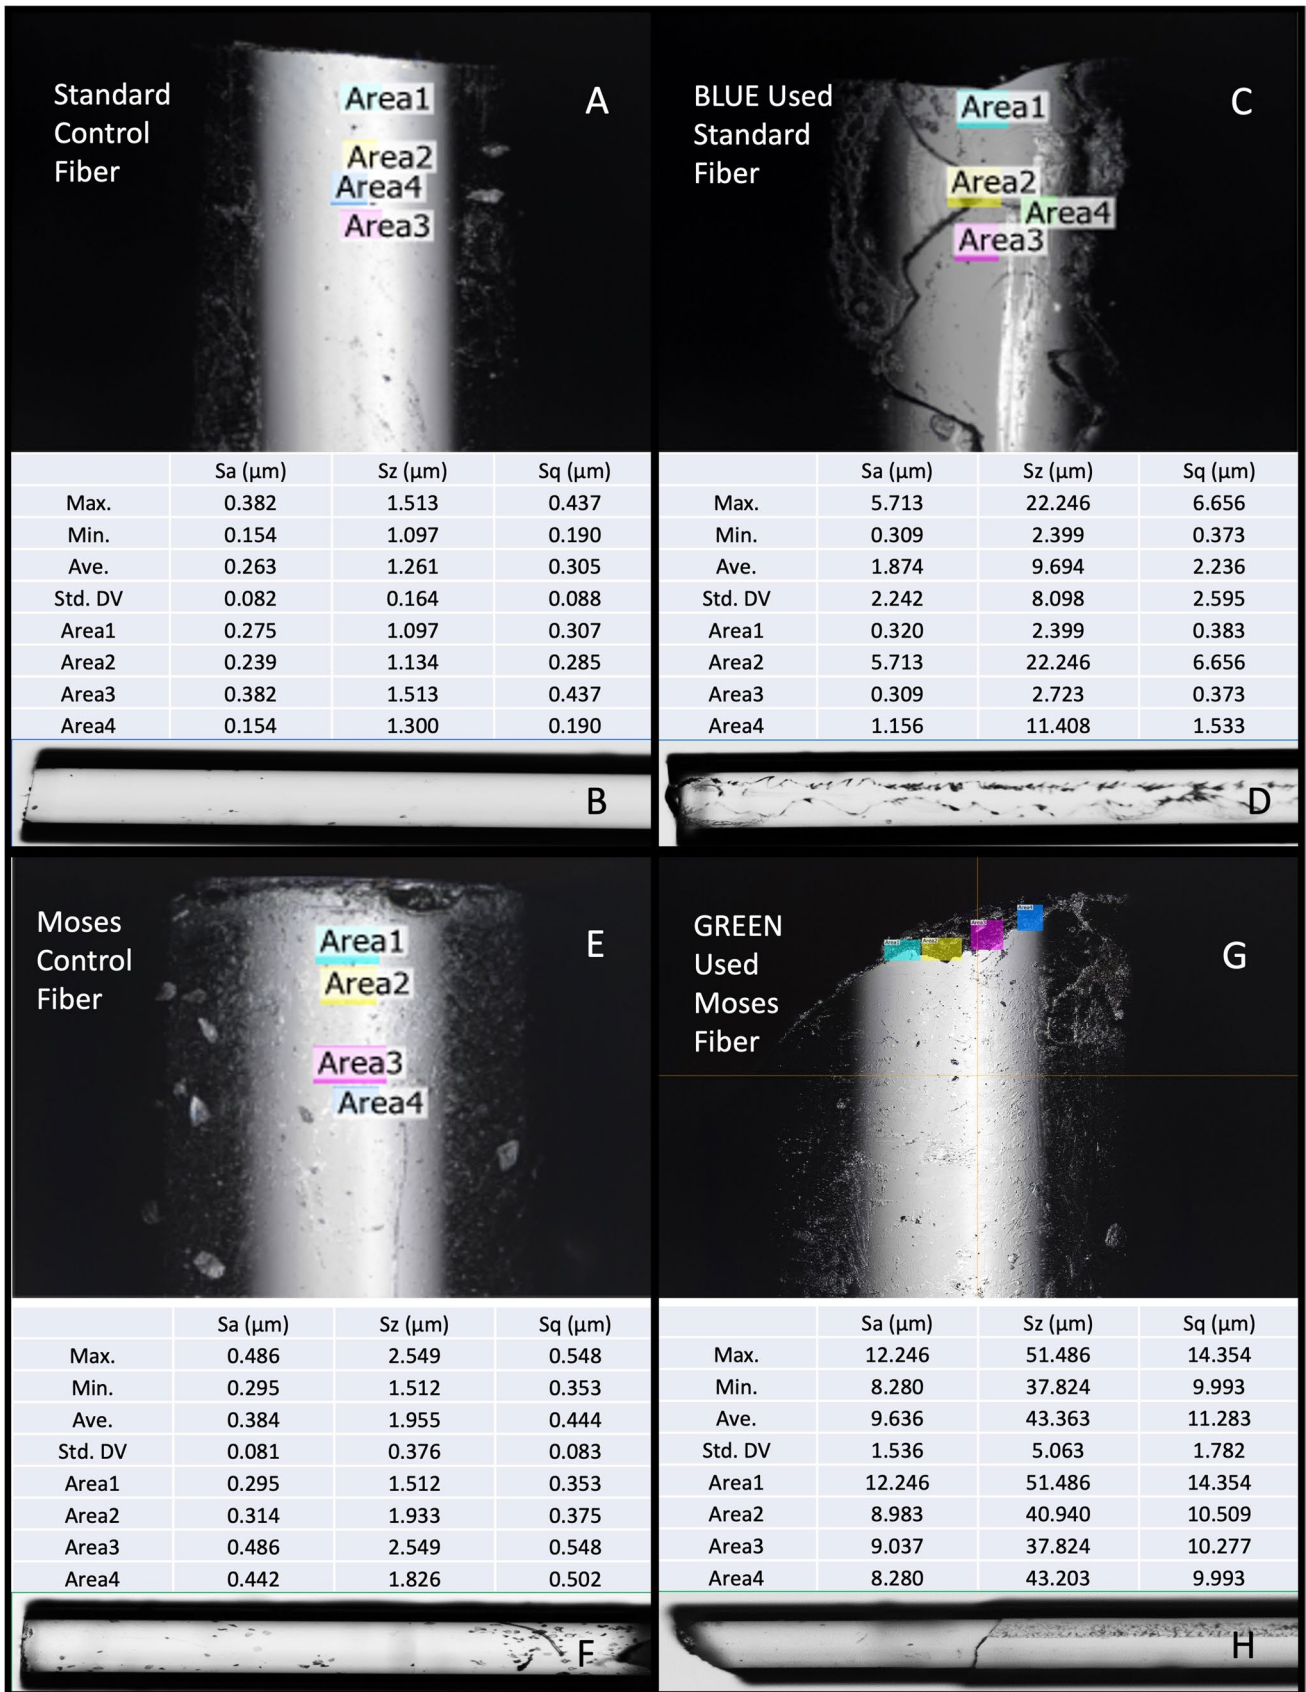 Standard
Control
Fiber
A
Area1
Area2
Area4
Area3
Sa (µm) Sz (µm) Sq (µm)
Max. 0.382 1.513 0.437
Min. 0.154 1.097 0.190
Ave. 0.263 1.261 0.305
Std. DV 0.082 0.164 0.088
Area1 0.275 1.097 0.307
Area2 0.239 1.134 0.285
Area3 0.382 1.513 0.437
Area4 0.154 1.300 0.190
B
BLUE Used
Standard
Fiber
C
Area1
Area2
Area4
Area3
Sa (µm) Sz (µm) Sq (µm)
Max. 5.713 22.246 6.656
Min. 0.309 2.399 0.373
Ave. 1.874 9.694 2.236
Std. DV 2.242 8.098 2.595
Area1 0.320 2.399 0.383
Area2 5.713 22.246 6.656
Area3 0.309 2.723 0.373
Area4 1.156 11.408 1.533
D
Moses
Control
Fiber
E
Area1
Area2
Area3
Area4
Sa (µm) Sz (µm) Sq (µm)
Max. 0.486 2.549 0.548
Min. 0.295 1.512 0.353
Ave. 0.384 1.955 0.444
Std. DV 0.081 0.376 0.083
Area1 0.295 1.512 0.353
Area2 0.314 1.933 0.375
Area3 0.486 2.549 0.548
Area4 0.442 1.826 0.502
F
GREEN
Used
Moses
Fiber
G
Area1
Area2
Area3
Area4
Sa (µm) Sz (µm) Sq (µm)
Max. 12.246 51.486 14.354
Min. 8.280 37.824 9.993
Ave. 9.636 43.363 11.283
Std. DV 1.536 5.063 1.782
Area1 12.246 51.486 14.354
Area2 8.983 40.940 10.509
Area3 9.037 37.824 10.277
Area4 8.280 43.203 9.993
H